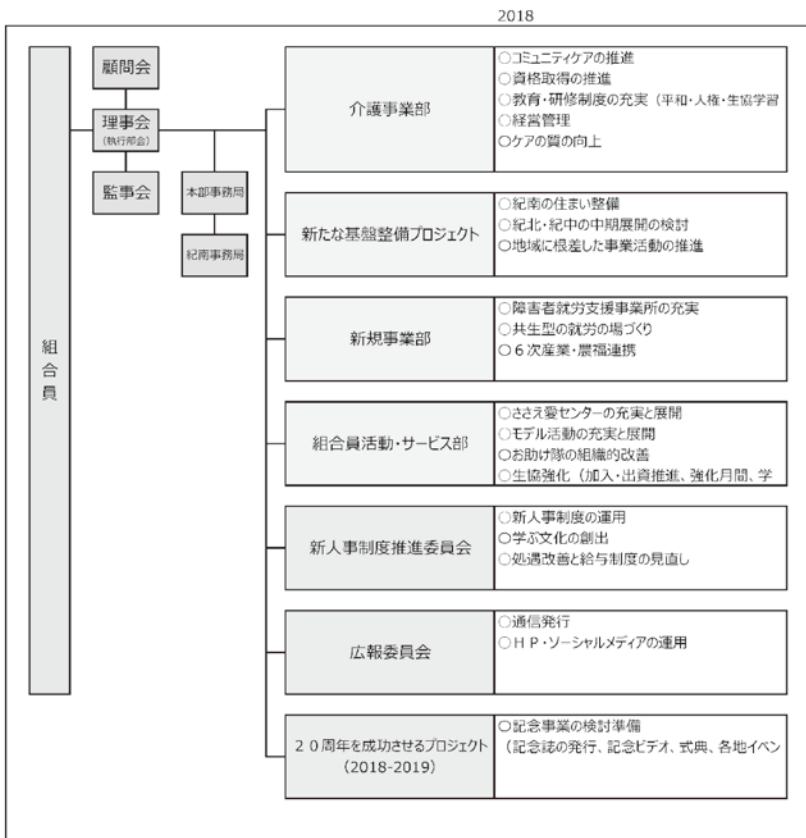 2018
組合員
顧問会
理事会
(執行部会)
監事会
本部事務局
紀南事務局
介護事業部
○コミュニティケアの推進
○資格取得の推進
○教育・研修制度の充実（平和・人権・生協学習
○経営管理
○ケアの質の向上
新たな基盤整備プロジェクト
○紀南の住まい整備
○紀北・紀中の中期展開の検討
○地域に根差した事業活動の推進
新規事業部
○障害者就労支援事業所の充実
○共生型の就労の場づくり
○６次産業・農福連携
組合員活動・サービス部
○ささえ愛センターの充実と展開
○モデル活動の充実と展開
○お助け隊の組織的改善
○生協強化（加入・出資推進、強化月間、学
新人事制度推進委員会
○新人事制度の運用
○学ぶ文化の創出
○処遇改善と給与制度の見直し
広報委員会
○通信発行
○ＨＰ・ソーシャルメディアの運用
２０周年を成功させるプロジェクト
(2018-2019)
○記念事業の検討準備
（記念誌の発行、記念ビデオ、式典、各地イベン